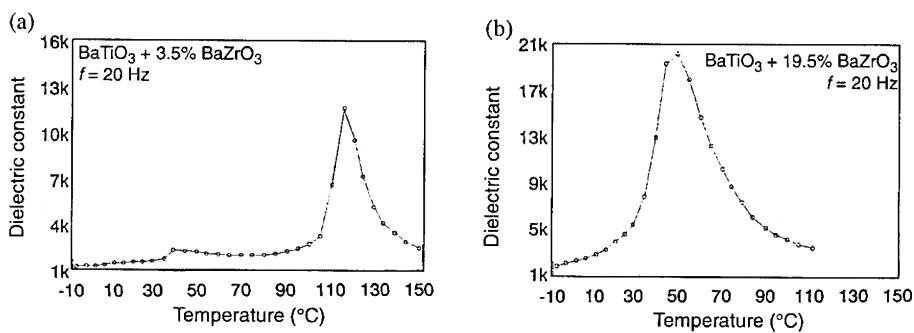 (a)
BaTiO3 + 3.5% BaZrO3
f = 20 Hz
Dielectric constant
16k
13k
10k
7k
4k
1k
-10 10 30 50 70 90 110 130 150
Temperature (°C)
(b)
BaTiO3 + 19.5% BaZrO3
f = 20 Hz
Dielectric constant
21k
17k
13k
9k
5k
1k
-10 10 30 50 70 90 110 130 150
Temperature (°C)